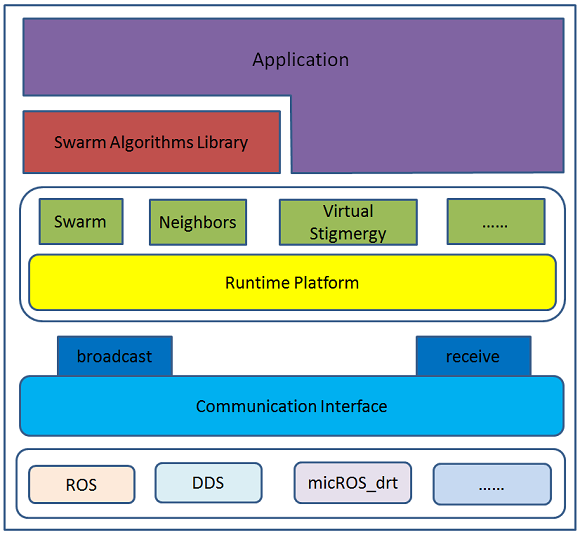 Application
Swarm Algorithms Library
Swarm
Neighbors
Virtual
Stigmergy
......
Runtime Platform
broadcast
receive
Communication Interface
ROS
DDS
micROS_drt
......